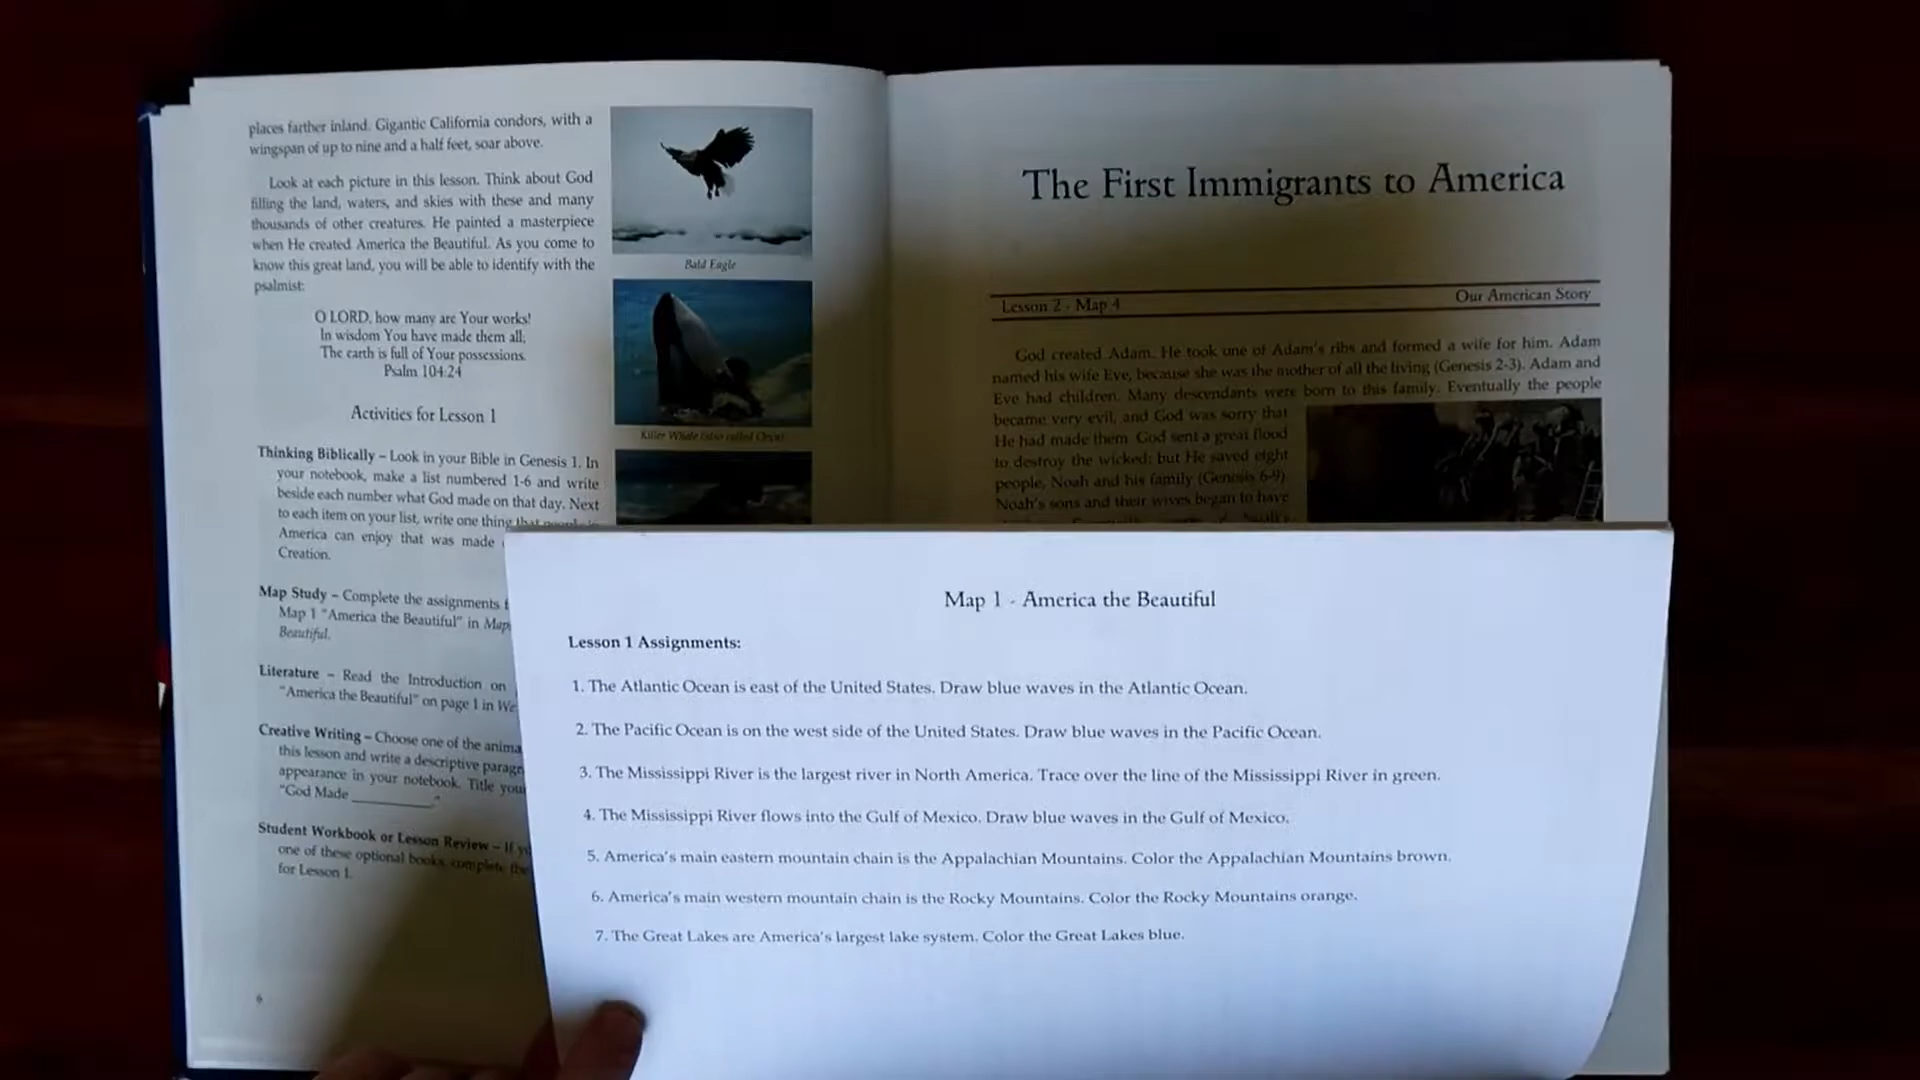 places farther inland. Gigantic California condors, with a
wingspan of up to nine and a half feet, soar above.
Look at each picture in this lesson. Think about God
filling the land, waters, and skies with these and many
thousands of other creatures. He painted a masterpiece
when He created America the Beautiful. As you come to
know this great land, you will be able to identify with the
psalmist:
O LORD, how many are Your works!
In wisdom You have made them all;
The earth is full of Your possessions.
Psalm 104:24
Activities for Lesson 1
Thinking Biblically – Look in your Bible in Genesis 1. In
your notebook, make a list numbered 1-6 and write
beside each number what God made on that day. Next
to each item on your list, write one thing that people in
America can enjoy that was made
Creation.
Map Study – Complete the assignments
Map 1 "America the Beautiful" in Maps
Beautiful.
Literature – Read the Introduction on
"America the Beautiful" on page 1 in We
Creative Writing – Choose one of the
this lesson and write a descriptive
appearance in your notebook. Title
"God Made __________."
Student Workbook or Lesson Review – If
one of these optional books, complete the
for Lesson 1.
6
Bald Eagle
Killer Whale (also called Orca)
The First Immigrants to America
Lesson 2 - Map 4
Our American Story
God created Adam. He took one of Adam's ribs and formed a wife for him. Adam
named his wife Eve, because she was the mother of all the living (Genesis 2-3). Adam and
Eve had children. Many descendants were born to this family. Eventually the people
became very evil, and God was sorry that
He had made them. God sent a great flood
to destroy the wicked; but He saved eight
people, Noah and his family (Genesis 6-9).
Noah's sons and their wives began to have
Map 1 - America the Beautiful
Lesson 1 Assignments:
1. The Atlantic Ocean is east of the United States. Draw blue waves in the Atlantic Ocean.
2. The Pacific Ocean is on the west side of the United States. Draw blue waves in the Pacific Ocean.
3. The Mississippi River is the largest river in North America. Trace over the line of the Mississippi River in green.
4. The Mississippi River flows into the Gulf of Mexico. Draw blue waves in the Gulf of Mexico.
5. America's main eastern mountain chain is the Appalachian Mountains. Color the Appalachian Mountains brown.
6. America's main western mountain chain is the Rocky Mountains. Color the Rocky Mountains orange.
7. The Great Lakes are America's largest lake system. Color the Great Lakes blue.